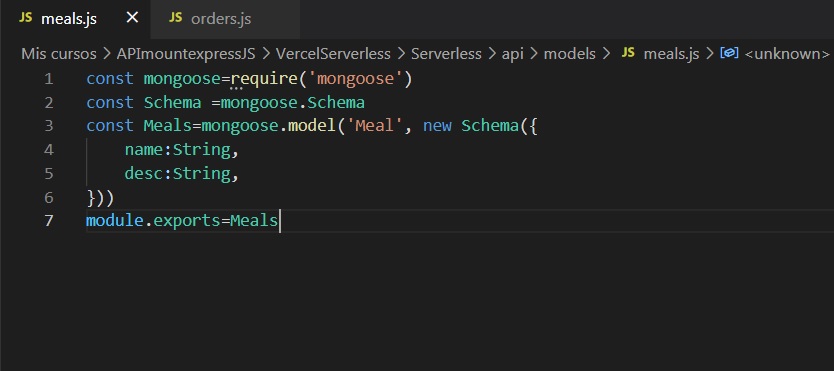 JS meals.js × JS orders.js
Mis cursos > APImountexpressJS > VercelServerless > Serverless > api > models > JS meals.js > <unknown>
1 const mongoose=require('mongoose')
2 const Schema =mongoose.Schema
3 const Meals=mongoose.model('Meal', new Schema({
4 name:String,
5 desc:String,
6 }))
7 module.exports=Meals